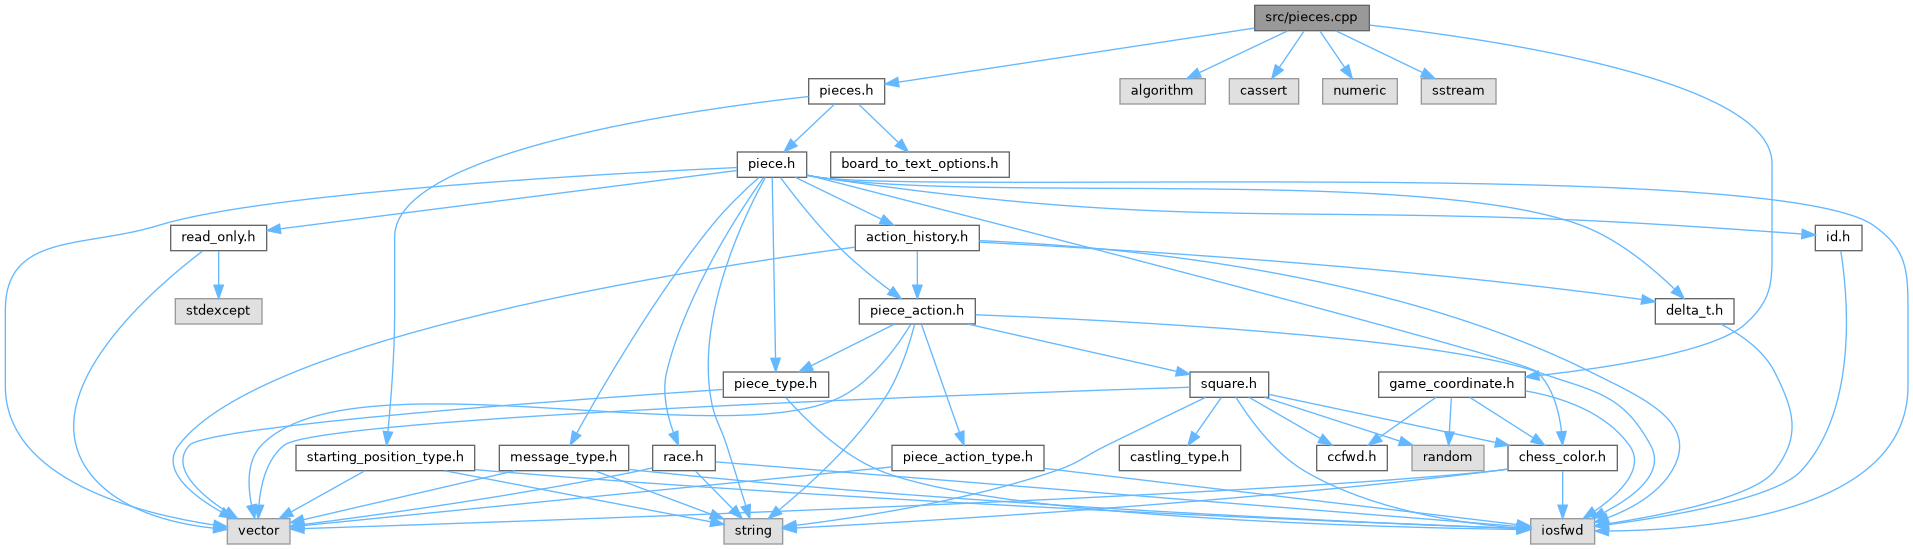 src/pieces.cpp
pieces.h
algorithm
cassert
numeric
sstream
piece.h
board_to_text_options.h
read_only.h
action_history.h
id.h
stdexcept
piece_action.h
delta_t.h
piece_type.h
square.h
game_coordinate.h
starting_position_type.h
message_type.h
race.h
piece_action_type.h
castling_type.h
ccfwd.h
random
chess_color.h
vector
string
iosfwd